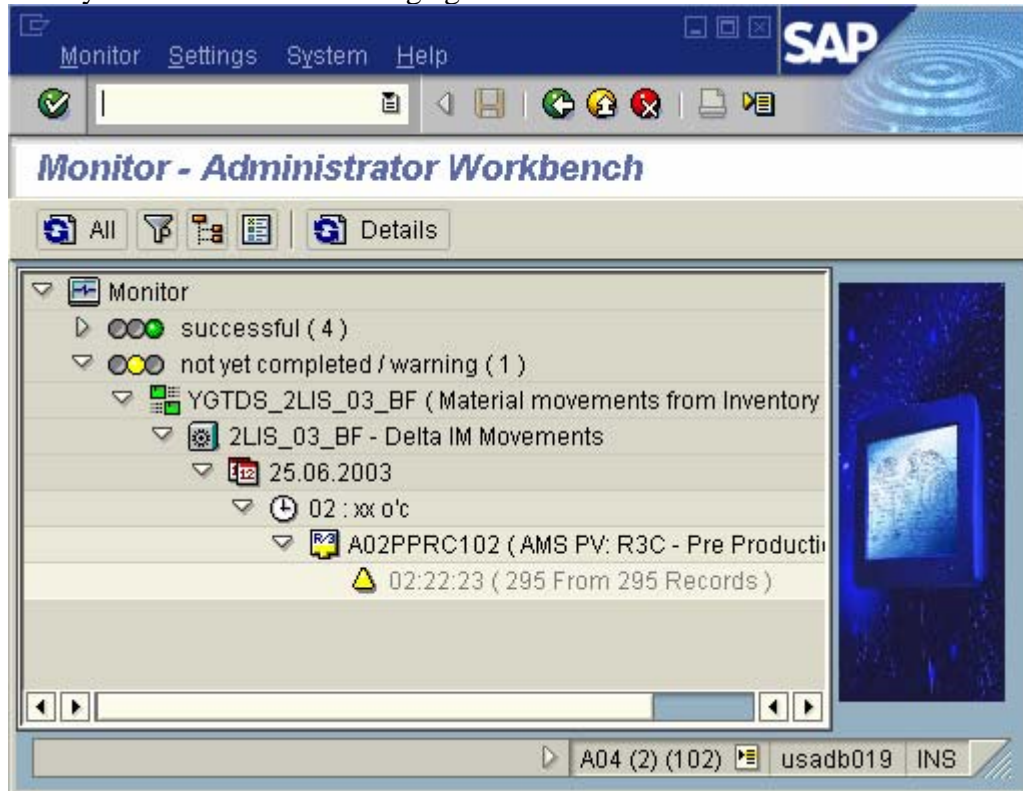 Monitor Settings System Help
SAP
Monitor - Administrator Workbench
All Details
Monitor
successful ( 4 )
not yet completed / warning ( 1 )
YGTDS_2LIS_03_BF ( Material movements from Inventory
2LIS_03_BF - Delta IM Movements
12 25.06.2003
02 : xx o'c
R/3 A02PPRC102 ( AMS PV: R3C - Pre Producti
02:22:23 ( 295 From 295 Records )
A04 (2) (102) usadb019 INS